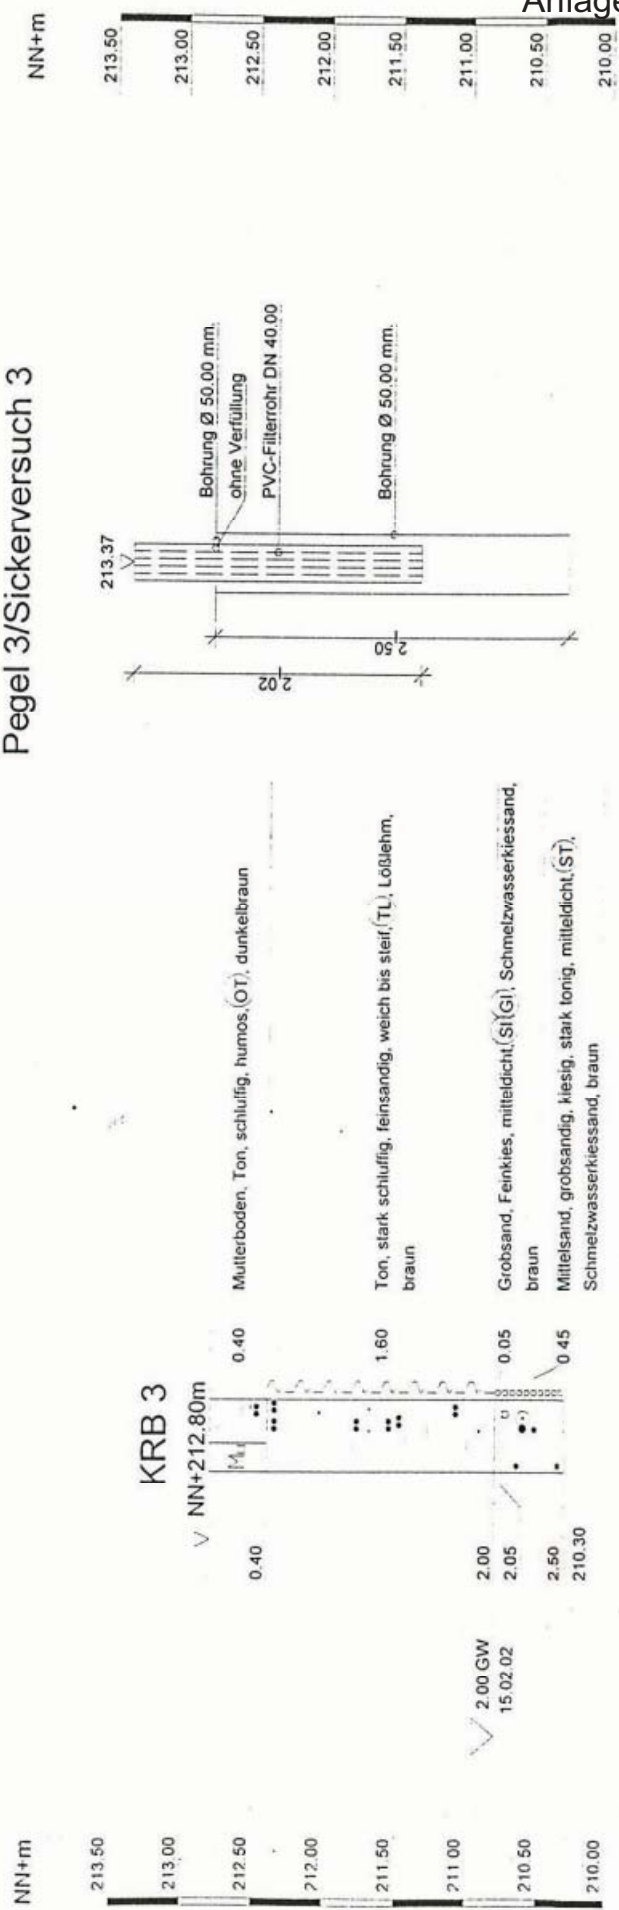 Anlage
Pegel 3/Sickerversuch 3
NN+m
213.50
213.00
212.50
212.00
211.50
211.00
210.50
210.00
213.37
Bohrung Ø 50.00 mm.
ohne Verfüllung
PVC-Filterrohr DN 40.00
Bohrung Ø 50.00 mm.
2.02
2.50
KRB 3
NN+212.80m
Mu
0.40
0.40
Mutterboden, Ton, schluffig, humos,(OT), dunkelbraun
1.60
Ton, stark schluffig, feinsandig, weich bis steif,(TL), Lößlehm,
braun
2.00
2.05
0.05
Grobsand, Feinkies, mitteldicht,(SI(GI), Schmelzwasserkiessand,
braun
2.50
210.30
0.45
Mittelsand, grobsandig, kiesig, stark tonig, mitteldicht,(ST),
Schmelzwasserkiessand, braun
2.00 GW
15.02.02
NN+m
213.50
213.00
212.50
212.00
211.50
211.00
210.50
210.00